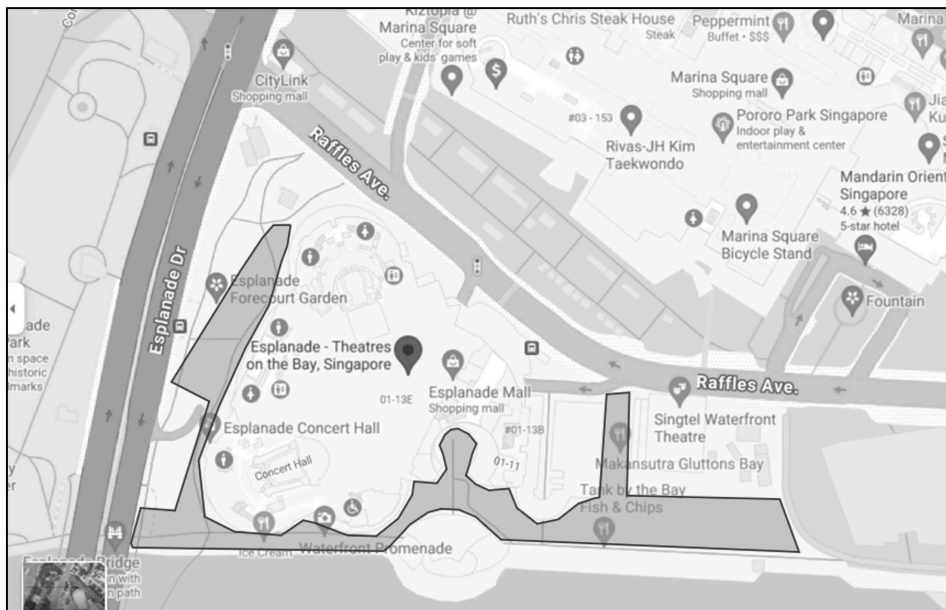 Kiztopia @
Marina Square
Center for soft
play & kids' games
Ruth's Chris Steak House
Steak
Peppermint
Buffet • $$$
CityLink
Shopping mall
Marina Square
Shopping mall
#03 - 153
Rivas-JH Kim
Taekwondo
Pororo Park Singapore
Indoor play &
entertainment center
Raffles Ave.
Mandarin Orient
Singapore
4.6 ★ (6328)
5-star hotel
Marina Square
Bicycle Stand
Fountain
Esplanade Dr
Esplanade
Forecourt Garden
Esplanade - Theatres
on the Bay, Singapore
01-13E
Esplanade Mall
Shopping mall
#01-13B
01-11
Esplanade Concert Hall
Concert Hall
Raffles Ave.
Singtel Waterfront
Theatre
Makansutra Gluttons Bay
Tank by the Bay
Fish & Chips
Ice Cream
Waterfront Promenade
Bridge